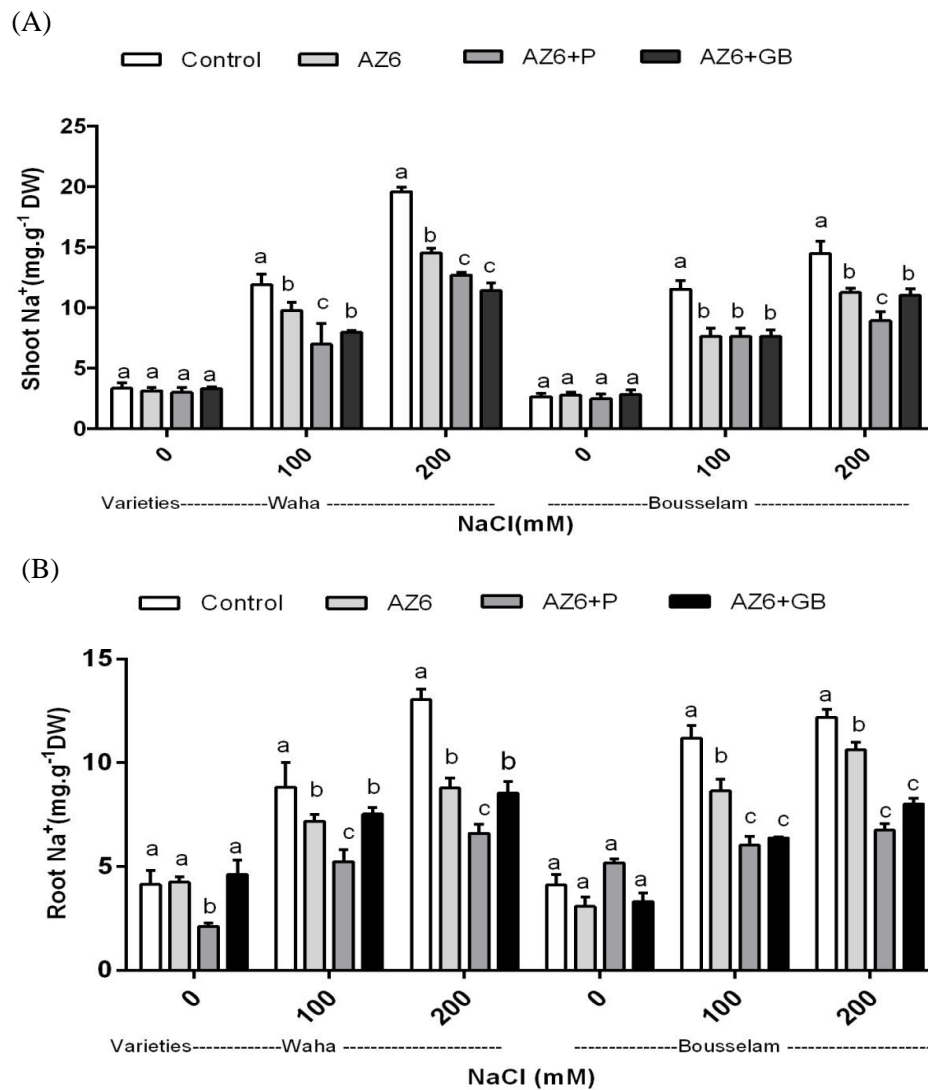 (A)
Control AZ6 AZ6+P AZ6+GB
Shoot Na⁺(mg.g⁻¹ DW)
25
20
15
10
5
0
a a a a a b c b a b c c a a a a a b b b a b c b
0 100 200 0 100 200
Varieties-------------Waha ---------------------- ---------------Bousselam --------------------
NaCl(mM)
(B)
Control AZ6 AZ6+P AZ6+GB
Root Na⁺(mg.g⁻¹DW)
15
10
5
0
a a b a a b c b a b c b a a a a a b c c a b c c
0 100 200 0 100 200
Varieties-------------Waha --------------------- ---------------Bousselam --------------------
NaCl (mM)